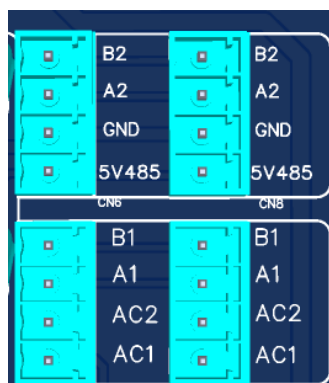 B2 B2
A2 A2
GND GND
5V485 5V485
CN6 CN8
B1 B1
A1 A1
AC2 AC2
AC1 AC1